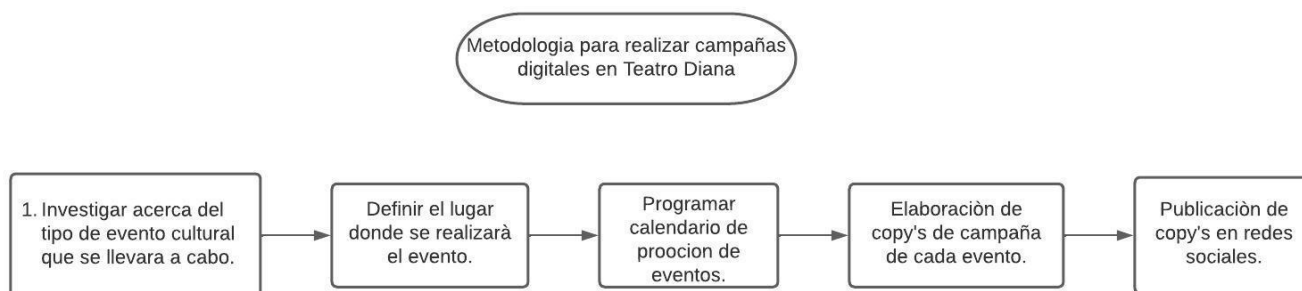 Metodologia para realizar campañas
digitales en Teatro Diana
1. Investigar acerca del
tipo de evento cultural
que se llevara a cabo.
Definir el lugar
donde se realizarà
el evento.
Programar
calendario de
proocion de
eventos.
Elaboraciòn de
copy's de campaña
de cada evento.
Publicaciòn de
copy's en redes
sociales.